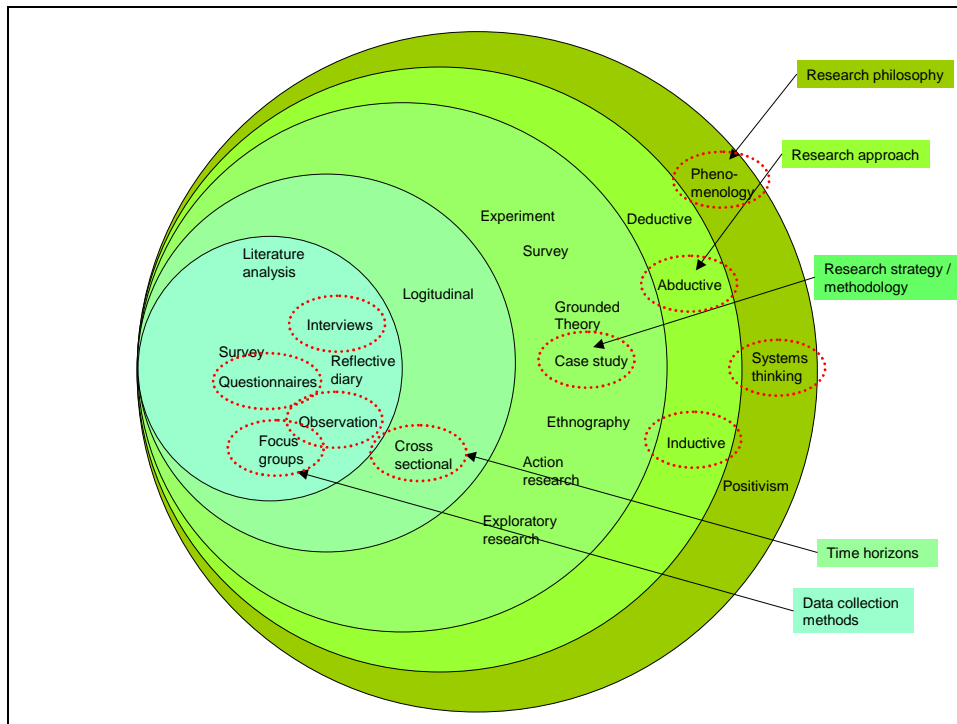 Research philosophy
Research approach
Pheno-
menology
Experiment
Deductive
Survey
Literature
analysis
Research strategy /
methodology
Abductive
Logitudinal
Grounded
Theory
Interviews
Survey
Reflective
diary
Case study
Systems
thinking
Questionnaires
Observation
Ethnography
Focus
groups
Cross
sectional
Inductive
Action
research
Positivism
Exploratory
research
Time horizons
Data collection
methods